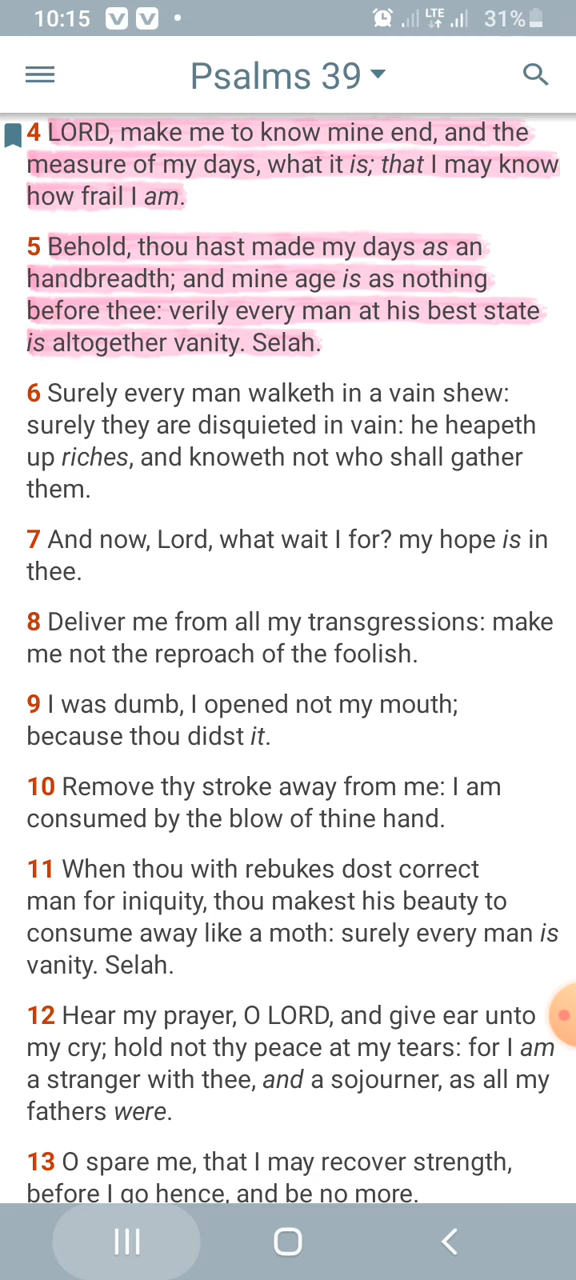 10:15
LTE
31%
Psalms 39
4 LORD, make me to know mine end, and the
measure of my days, what it is; that I may know
how frail I am.
5 Behold, thou hast made my days as an
handbreadth; and mine age is as nothing
before thee: verily every man at his best state
is altogether vanity. Selah.
6 Surely every man walketh in a vain shew:
surely they are disquieted in vain: he heapeth
up riches, and knoweth not who shall gather
them.
7 And now, Lord, what wait I for? my hope is in
thee.
8 Deliver me from all my transgressions: make
me not the reproach of the foolish.
9 I was dumb, I opened not my mouth;
because thou didst it.
10 Remove thy stroke away from me: I am
consumed by the blow of thine hand.
11 When thou with rebukes dost correct
man for iniquity, thou makest his beauty to
consume away like a moth: surely every man is
vanity. Selah.
12 Hear my prayer, O LORD, and give ear unto
my cry; hold not thy peace at my tears: for I am
a stranger with thee, and a sojourner, as all my
fathers were.
13 O spare me, that I may recover strength,
before I go hence, and be no more.